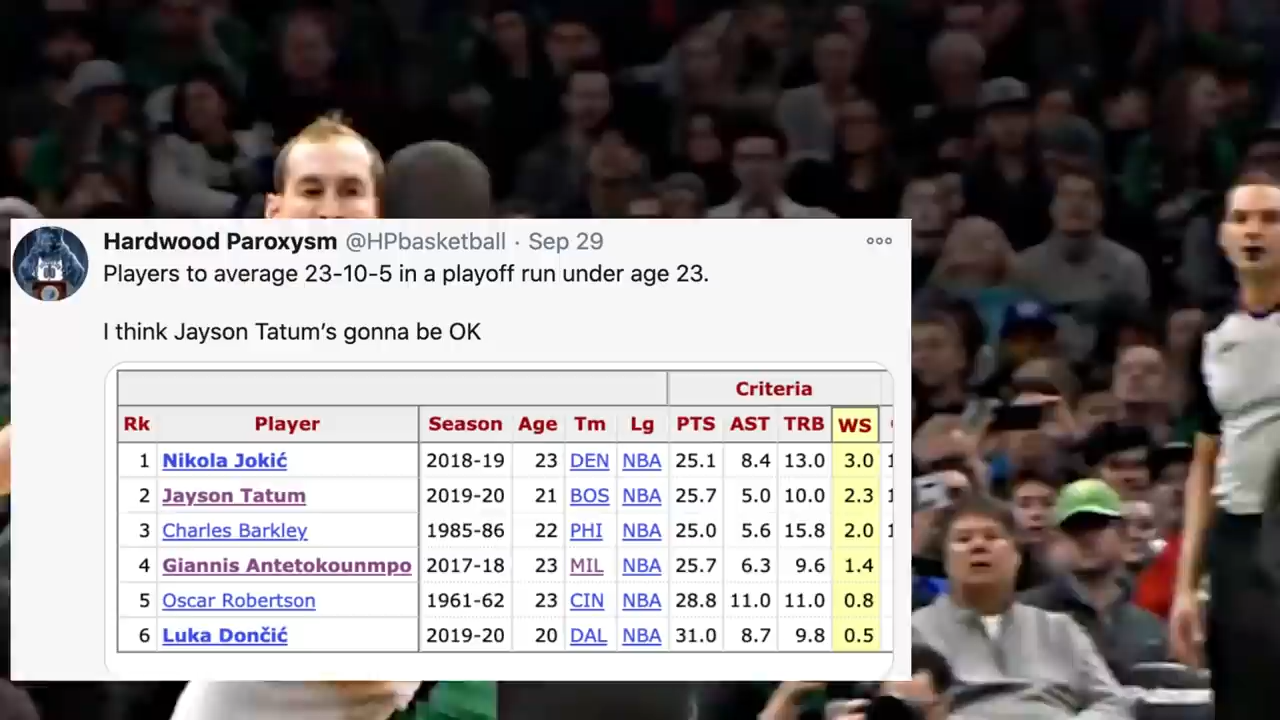 Hardwood Paroxysm @HPbasketball · Sep 29
Players to average 23-10-5 in a playoff run under age 23.
I think Jayson Tatum's gonna be OK
Criteria
Rk Player Season Age Tm Lg PTS AST TRB WS
1 Nikola Jokić 2018-19 23 DEN NBA 25.1 8.4 13.0 3.0 1
2 Jayson Tatum 2019-20 21 BOS NBA 25.7 5.0 10.0 2.3 1
3 Charles Barkley 1985-86 22 PHI NBA 25.0 5.6 15.8 2.0 1
4 Giannis Antetokounmpo 2017-18 23 MIL NBA 25.7 6.3 9.6 1.4
5 Oscar Robertson 1961-62 23 CIN NBA 28.8 11.0 11.0 0.8
6 Luka Dončić 2019-20 20 DAL NBA 31.0 8.7 9.8 0.5